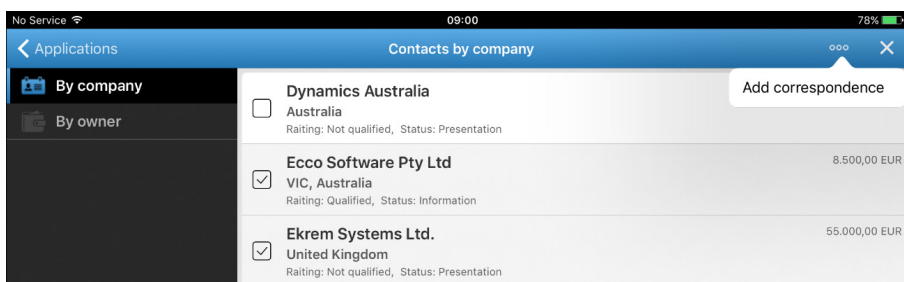 No Service 09:00 78%
Applications Contacts by company
By company
By owner
Add correspondence
Dynamics Australia
Australia
Raiting: Not qualified, Status: Presentation
Ecco Software Pty Ltd 8.500,00 EUR
VIC, Australia
Raiting: Qualified, Status: Information
Ekrem Systems Ltd. 55.000,00 EUR
United Kingdom
Raiting: Not qualified, Status: Presentation